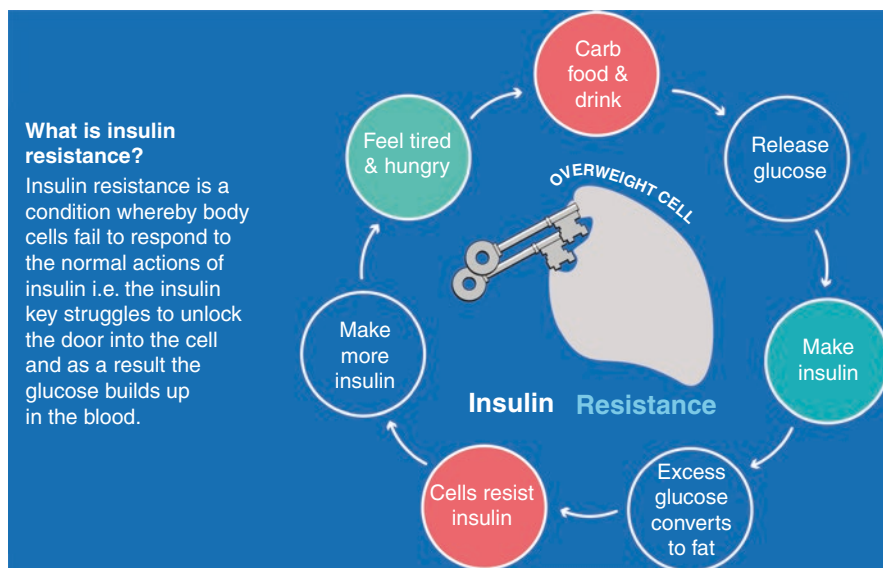 What is insulin
resistance?
Insulin resistance is a
condition whereby body
cells fail to respond to
the normal actions of
insulin i.e. the insulin
key struggles to unlock
the door into the cell
and as a result the
glucose builds up
in the blood.
Carb
food &
drink
Release
glucose
Make
insulin
Excess
glucose
converts
to fat
Cells resist
insulin
Make
more
insulin
Feel tired
& hungry
OVERWEIGHT CELL
Insulin Resistance